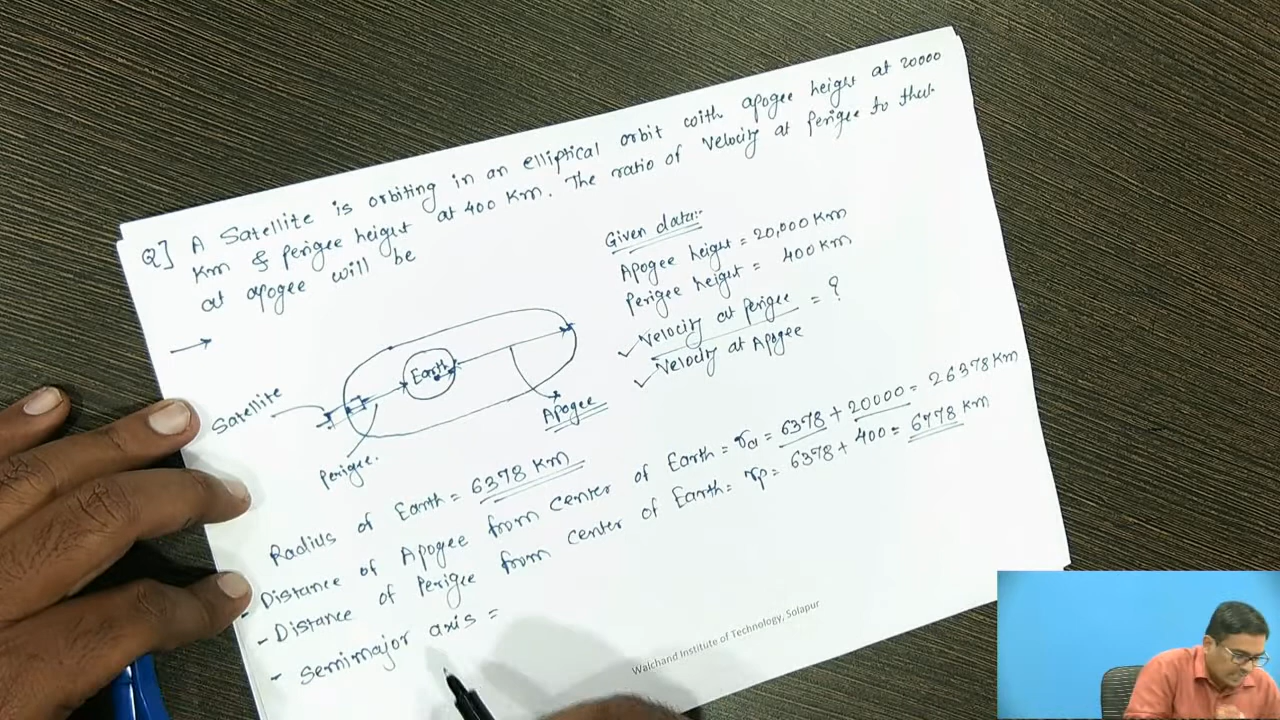 Q] A Satellite is orbiting in an elliptical orbit with apogee height at 20000
Km & perigee height at 400 Km. The ratio of velocity at perigee to that
at apogee will be
Given data:-
Apogee height = 20,000 Km
Perigee height = 400 Km
Velocity at perigee = ?
Velocity at Apogee
Earth
Satellite
Apogee
Perigee.
Radius of Earth = 6378 Km
- Distance of Apogee from center of Earth = ra = 6378 + 20000 = 26378 Km
- Distance of Perigee from center of Earth = rp = 6378 + 400 = 6778 Km
- Semimajor axis =
Walchand Institute of Technology, Solapur